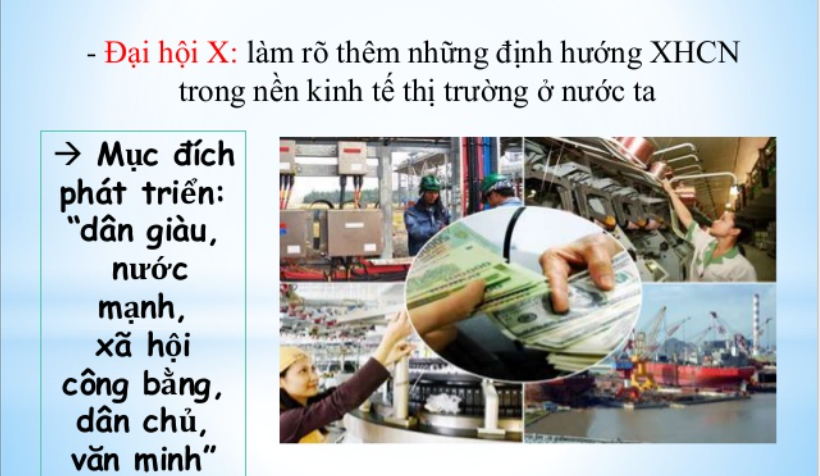 - Đại hội X: làm rõ thêm những định hướng XHCN
trong nền kinh tế thị trường ở nước ta
→ Mục đích
phát triển:
“dân giàu,
nước
mạnh,
xã hội
công bằng,
dân chủ,
văn minh”